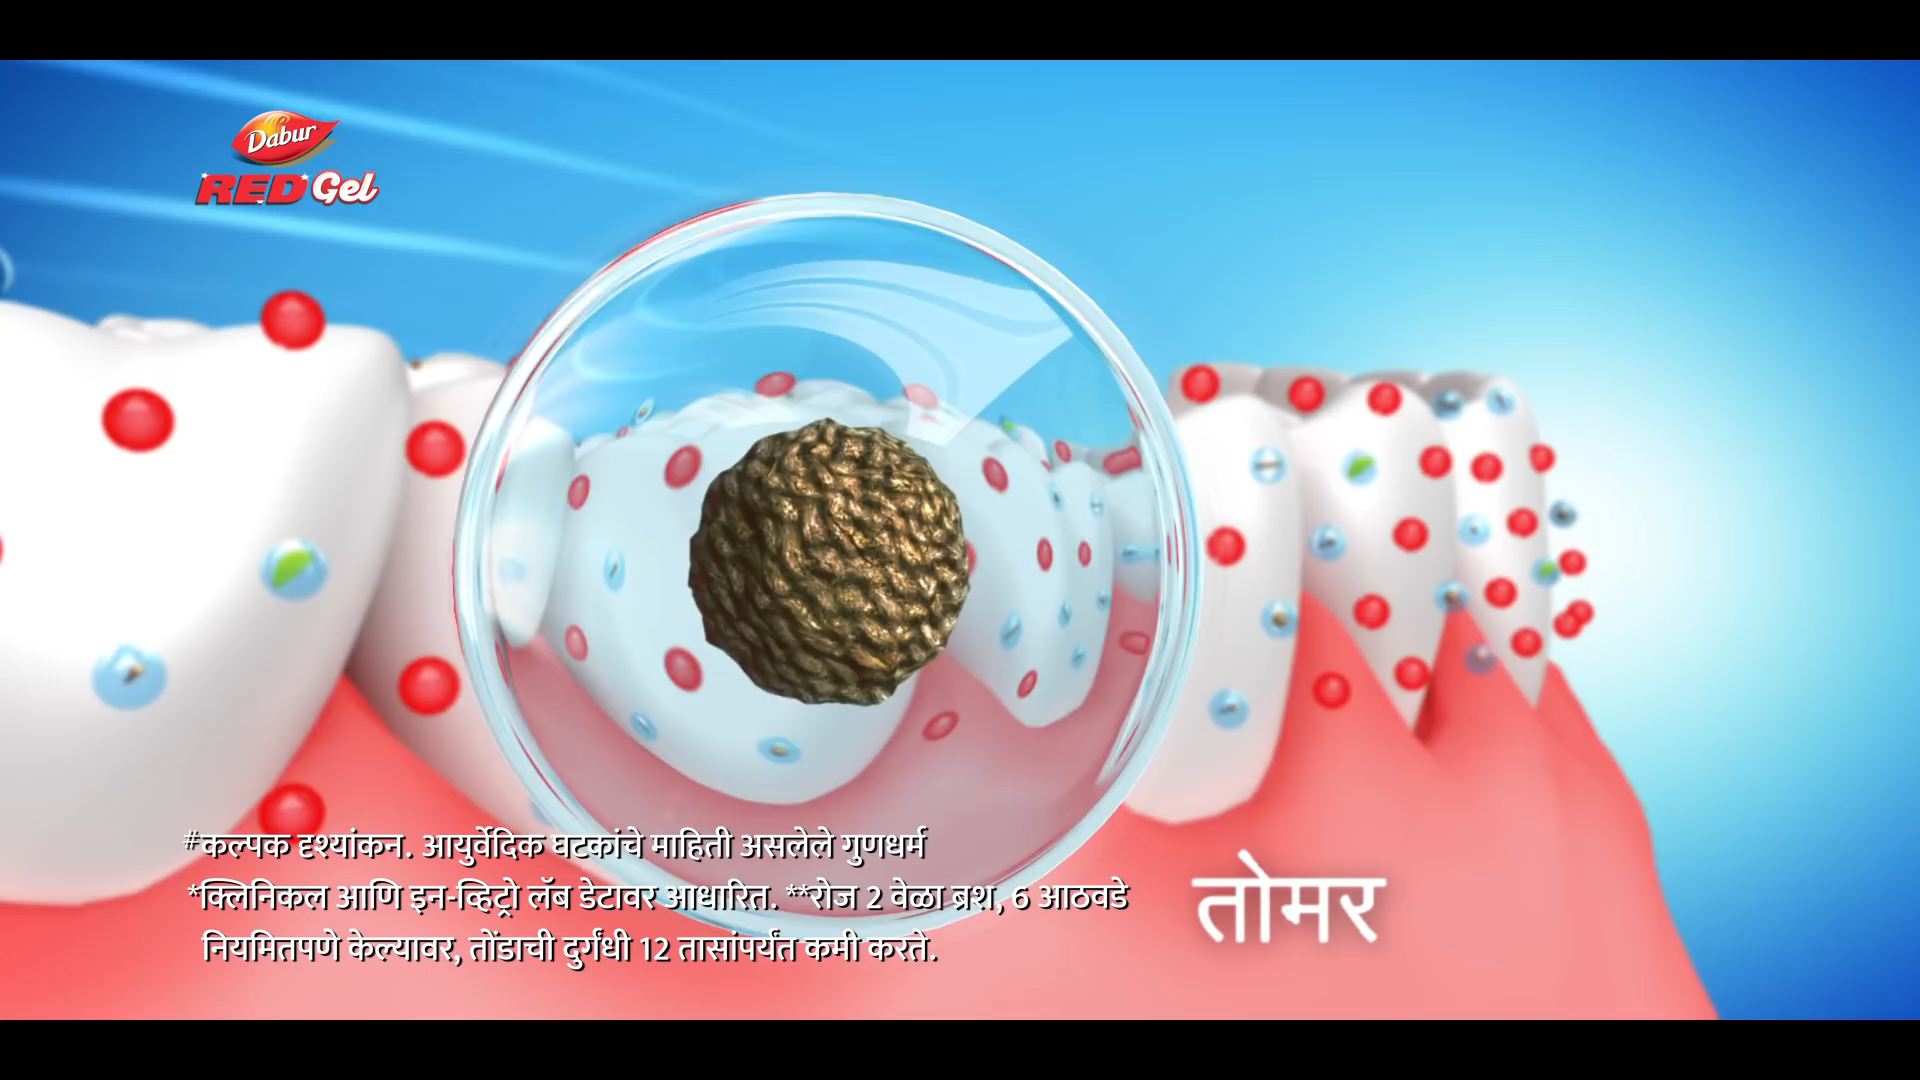 Dabur
RED Gel
#कल्पक दृश्यांकन. आयुर्वेदिक घटकांचे माहिती असलेले गुणधर्म
*क्लिनिकल आणि इन-व्हिट्रो लॅब डेटावर आधारित. **रोज 2 वेळा ब्रश, 6 आठवडे
नियमितपणे केल्यावर, तोंडाची दुर्गंधी 12 तासांपर्यंत कमी करते.
तोमर